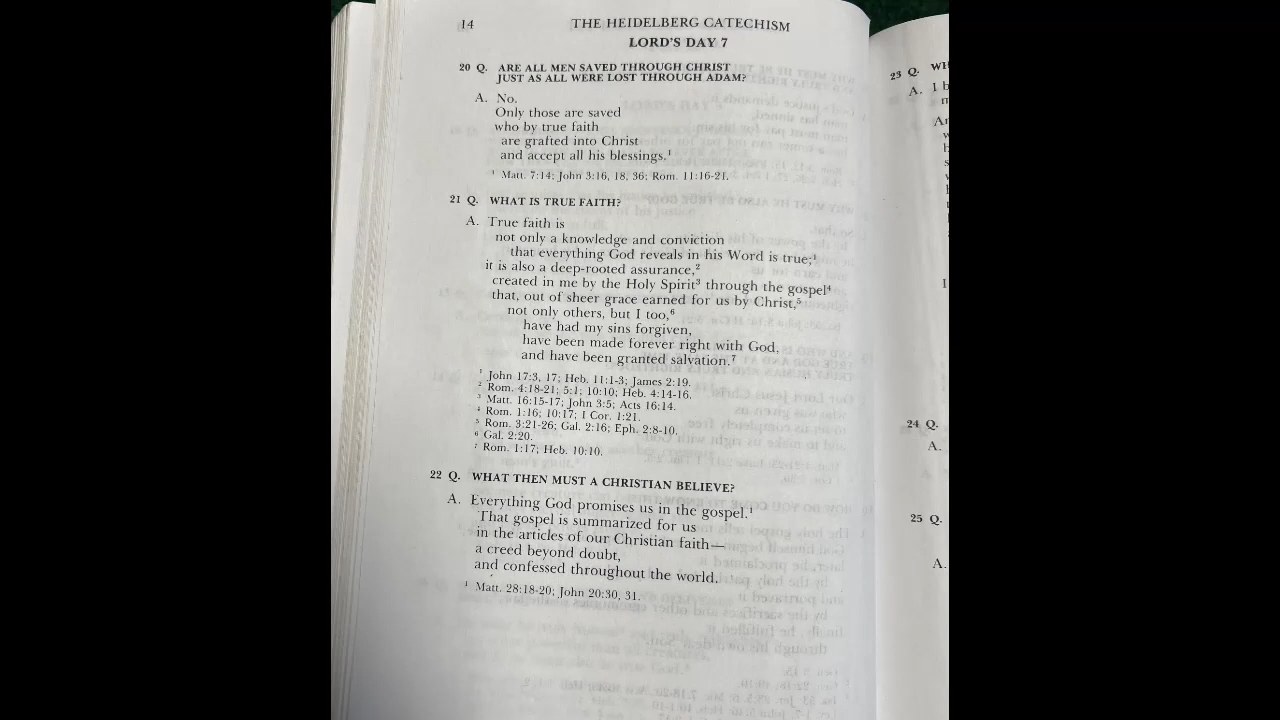 14 THE HEIDELBERG CATECHISM
LORD'S DAY 7
20 Q. ARE ALL MEN SAVED THROUGH CHRIST
JUST AS ALL WERE LOST THROUGH ADAM?
A. No.
Only those are saved
who by true faith
are grafted into Christ
and accept all his blessings.¹
¹ Matt. 7:14; John 3:16, 18, 36; Rom. 11:16-21.
21 Q. WHAT IS TRUE FAITH?
A. True faith is
not only a knowledge and conviction
that everything God reveals in his Word is true;¹
it is also a deep-rooted assurance,²
created in me by the Holy Spirit³ through the gospel⁴
that, out of sheer grace earned for us by Christ,⁵
not only others, but I too,⁶
have had my sins forgiven,
have been made forever right with God,
and have been granted salvation.⁷
¹ John 17:3, 17; Heb. 11:1-3; James 2:19.
² Rom. 4:18-21; 5:1; 10:10; Heb. 4:14-16.
³ Matt. 16:15-17; John 3:5; Acts 16:14.
⁴ Rom. 1:16; 10:17; I Cor. 1:21.
⁵ Rom. 3:21-26; Gal. 2:16; Eph. 2:8-10.
⁶ Gal. 2:20.
⁷ Rom. 1:17; Heb. 10:10.
22 Q. WHAT THEN MUST A CHRISTIAN BELIEVE?
A. Everything God promises us in the gospel.¹
That gospel is summarized for us
in the articles of our Christian faith—
a creed beyond doubt,
and confessed throughout the world.
¹ Matt. 28:18-20; John 20:30, 31.
23 Q.
A. I
24 Q.
A.
25 Q.
A.